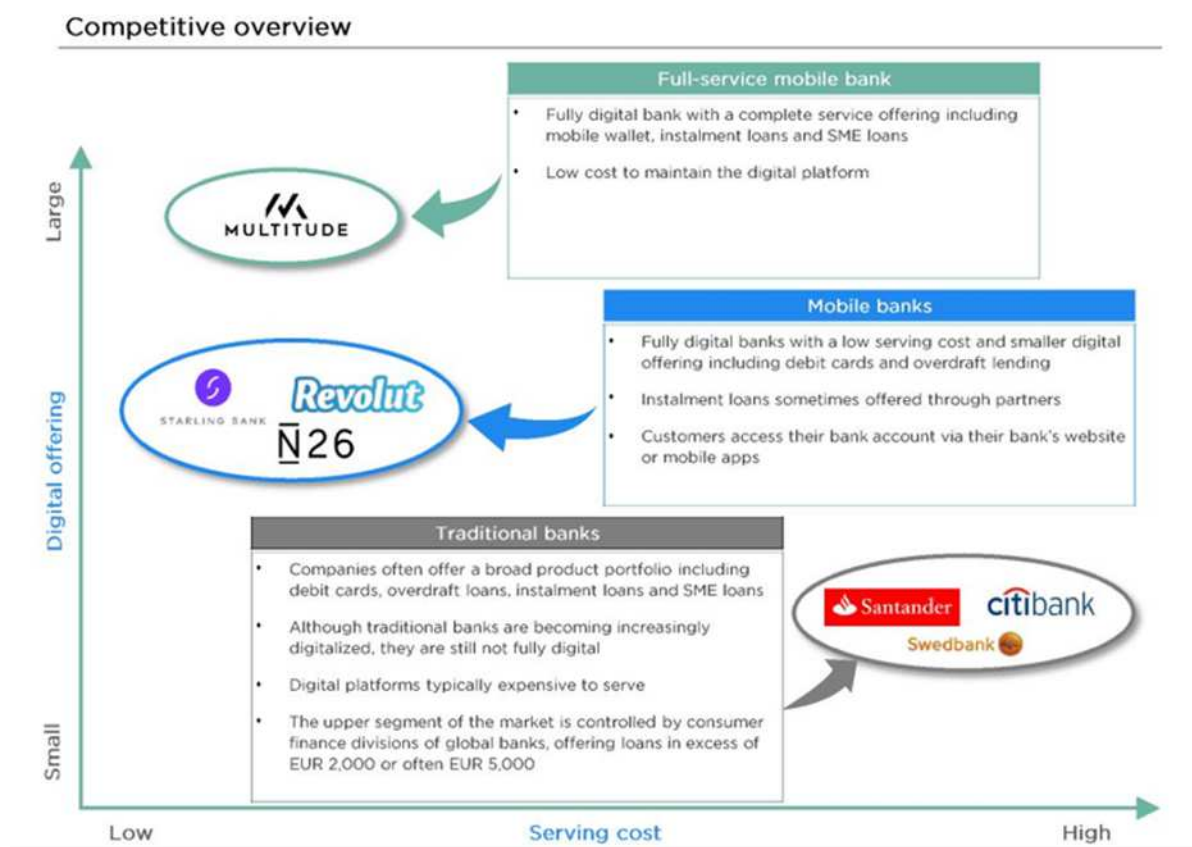 Competitive overview
Full-service mobile bank
• Fully digital bank with a complete service offering including
mobile wallet, instalment loans and SME loans
• Low cost to maintain the digital platform
Large
MULTITUDE
Mobile banks
• Fully digital banks with a low serving cost and smaller digital
offering including debit cards and overdraft lending
• Instalment loans sometimes offered through partners
• Customers access their bank account via their bank's website
or mobile apps
STARLING BANK
Revolut
N26
Digital offering
Traditional banks
• Companies often offer a broad product portfolio including
debit cards, overdraft loans, instalment loans and SME loans
• Although traditional banks are becoming increasingly
digitalized, they are still not fully digital
• Digital platforms typically expensive to serve
• The upper segment of the market is controlled by consumer
finance divisions of global banks, offering loans in excess of
EUR 2,000 or often EUR 5,000
Santander
citibank
Swedbank
Small
Low
Serving cost
High